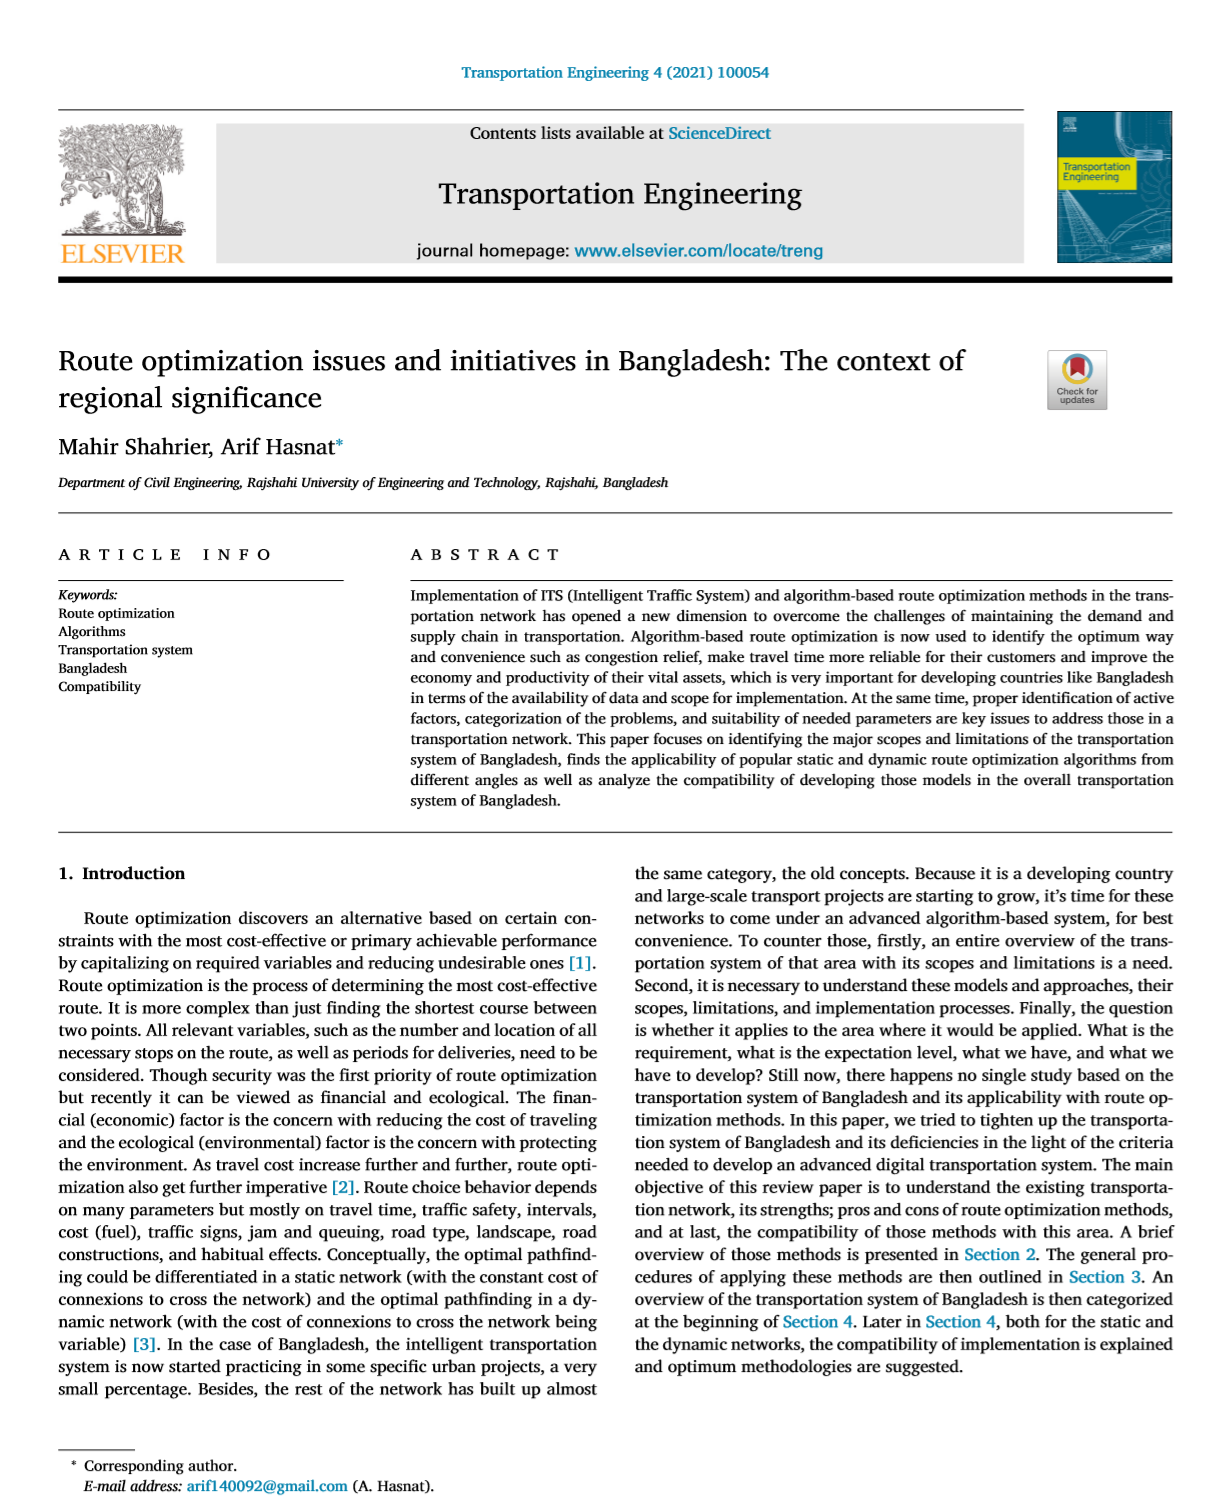 Transportation Engineering 4 (2021) 100054
Contents lists available at ScienceDirect
Transportation Engineering
journal homepage: www.elsevier.com/locate/treng
ELSEVIER
Transportation
Engineering
Route optimization issues and initiatives in Bangladesh: The context of
regional significance
Check for
updates
Mahir Shahrier, Arif Hasnat*
Department of Civil Engineering, Rajshahi University of Engineering and Technology, Rajshahi, Bangladesh
ARTICLE INFO
Keywords:
Route optimization
Algorithms
Transportation system
Bangladesh
Compatibility
ABSTRACT
Implementation of ITS (Intelligent Traffic System) and algorithm-based route optimization methods in the trans-
portation network has opened a new dimension to overcome the challenges of maintaining the demand and
supply chain in transportation. Algorithm-based route optimization is now used to identify the optimum way
and convenience such as congestion relief, make travel time more reliable for their customers and improve the
economy and productivity of their vital assets, which is very important for developing countries like Bangladesh
in terms of the availability of data and scope for implementation. At the same time, proper identification of active
factors, categorization of the problems, and suitability of needed parameters are key issues to address those in a
transportation network. This paper focuses on identifying the major scopes and limitations of the transportation
system of Bangladesh, finds the applicability of popular static and dynamic route optimization algorithms from
different angles as well as analyze the compatibility of developing those models in the overall transportation
system of Bangladesh.
1. Introduction
Route optimization discovers an alternative based on certain con-
straints with the most cost-effective or primary achievable performance
by capitalizing on required variables and reducing undesirable ones [1].
Route optimization is the process of determining the most cost-effective
route. It is more complex than just finding the shortest course between
two points. All relevant variables, such as the number and location of all
necessary stops on the route, as well as periods for deliveries, need to be
considered. Though security was the first priority of route optimization
but recently it can be viewed as financial and ecological. The finan-
cial (economic) factor is the concern with reducing the cost of traveling
and the ecological (environmental) factor is the concern with protecting
the environment. As travel cost increase further and further, route opti-
mization also get further imperative [2]. Route choice behavior depends
on many parameters but mostly on travel time, traffic safety, intervals,
cost (fuel), traffic signs, jam and queuing, road type, landscape, road
constructions, and habitual effects. Conceptually, the optimal pathfind-
ing could be differentiated in a static network (with the constant cost of
connexions to cross the network) and the optimal pathfinding in a dy-
namic network (with the cost of connexions to cross the network being
variable) [3]. In the case of Bangladesh, the intelligent transportation
system is now started practicing in some specific urban projects, a very
small percentage. Besides, the rest of the network has built up almost
the same category, the old concepts. Because it is a developing country
and large-scale transport projects are starting to grow, it's time for these
networks to come under an advanced algorithm-based system, for best
convenience. To counter those, firstly, an entire overview of the trans-
portation system of that area with its scopes and limitations is a need.
Second, it is necessary to understand these models and approaches, their
scopes, limitations, and implementation processes. Finally, the question
is whether it applies to the area where it would be applied. What is the
requirement, what is the expectation level, what we have, and what we
have to develop? Still now, there happens no single study based on the
transportation system of Bangladesh and its applicability with route op-
timization methods. In this paper, we tried to tighten up the transporta-
tion system of Bangladesh and its deficiencies in the light of the criteria
needed to develop an advanced digital transportation system. The main
objective of this review paper is to understand the existing transporta-
tion network, its strengths; pros and cons of route optimization methods,
and at last, the compatibility of those methods with this area. A brief
overview of those methods is presented in Section 2. The general pro-
cedures of applying these methods are then outlined in Section 3. An
overview of the transportation system of Bangladesh is then categorized
at the beginning of Section 4. Later in Section 4, both for the static and
the dynamic networks, the compatibility of implementation is explained
and optimum methodologies are suggested.
* Corresponding author.
E-mail address: arif140092@gmail.com (A. Hasnat).